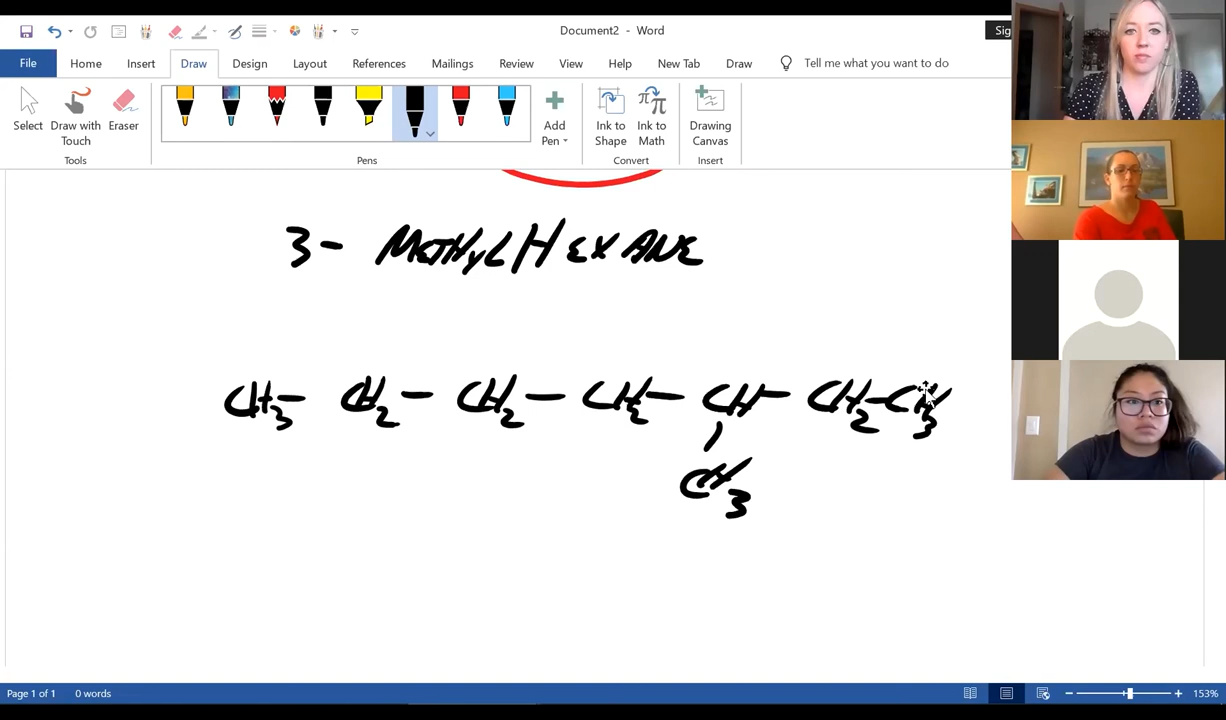 Document2 - Word
Sig
File Home Insert Draw Design Layout References Mailings Review View Help New Tab Draw Tell me what you want to do
Select
Draw with Touch
Eraser
Add Pen
Ink to Shape
Ink to Math
Drawing Canvas
Tools
Pens
Convert
Insert
3- METHYLHEXANE
CH3- CH2- CH2- CH2- CH- CH2-CH3
CH3
Page 1 of 1 0 words
153%